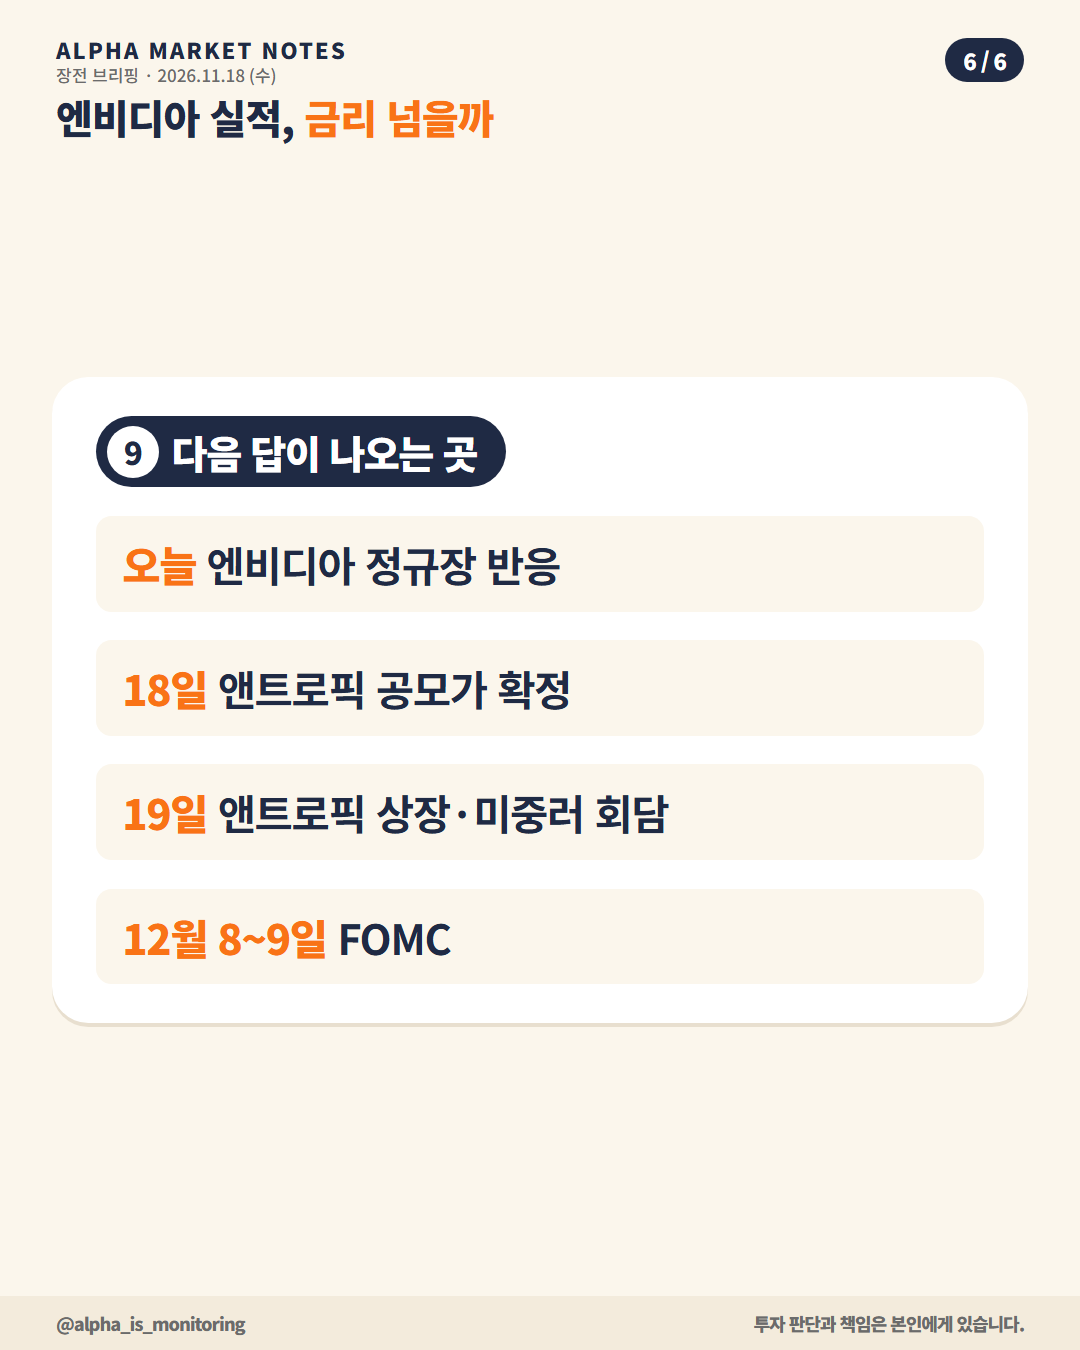 ALPHA MARKET NOTES
6/6
장전 브리핑 · 2026.11.18 (수)
엔비디아 실적, 금리 넘을까
9 다음 답이 나오는 곳
오늘 엔비디아 정규장 반응
18일 앤트로픽 공모가 확정
19일 앤트로픽 상장·미중러 회담
12월 8~9일 FOMC
@alpha_is_monitoring
투자 판단과 책임은 본인에게 있습니다.